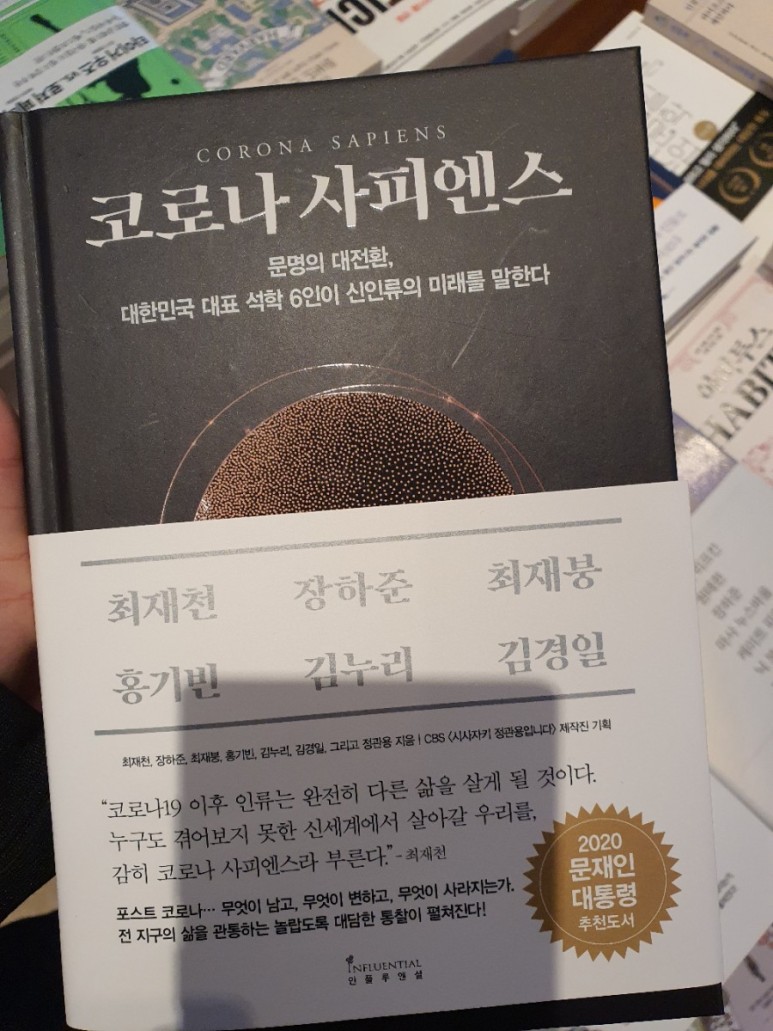 CORONA SAPIENS
코로나 사피엔스
문명의 대전환,
대한민국 대표 석학 6인이 신인류의 미래를 말한다
최재천 장하준 최재붕
홍기빈 김누리 김경일
최재천, 장하준, 최재붕, 홍기빈, 김누리, 김경일, 그리고 정관용 지음 | CBS 〈시사자키 정관용입니다〉 제작진 기획
“코로나19 이후 인류는 완전히 다른 삶을 살게 될 것이다.
누구도 겪어보지 못한 신세계에서 살아갈 우리를,
감히 코로나 사피엔스라 부른다.” - 최재천
포스트 코로나… 무엇이 남고, 무엇이 변하고, 무엇이 사라지는가.
전 지구의 삶을 관통하는 놀랍도록 대담한 통찰이 펼쳐진다!
2020
문재인
대통령
추천도서
INFLUENTIAL
인플루엔셜
HABIT